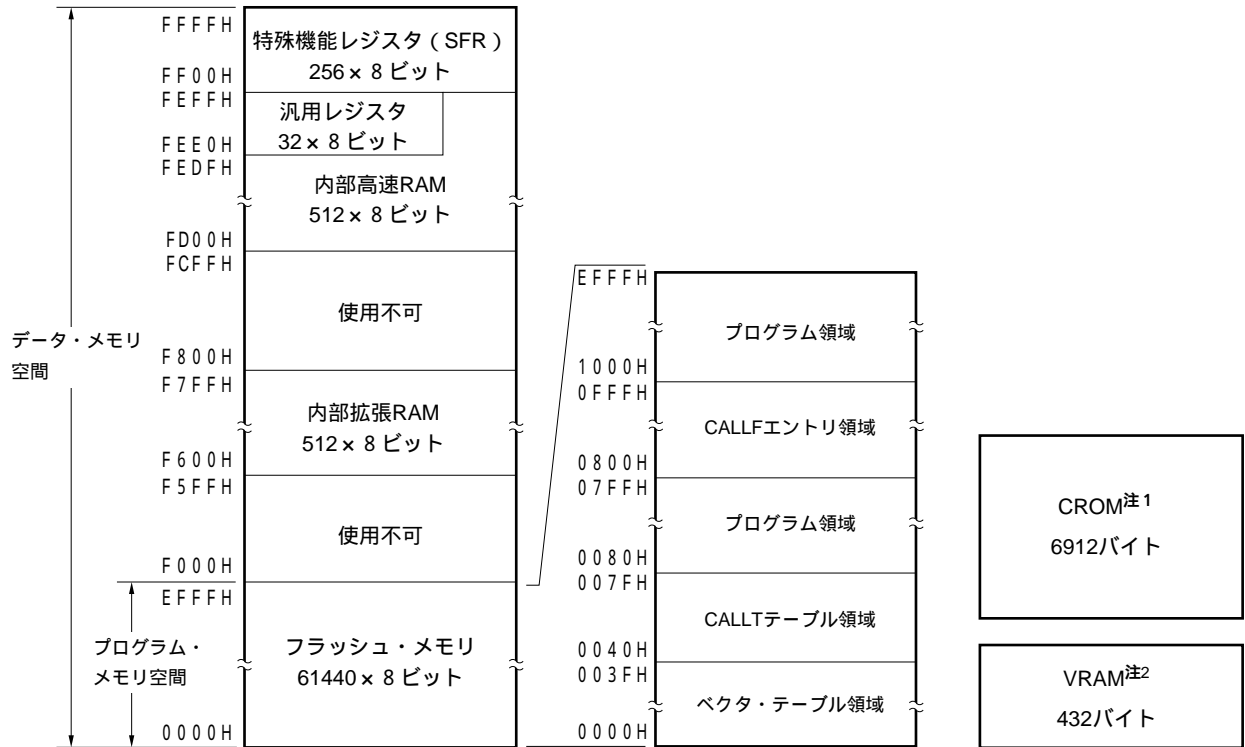 FFFFH
特殊機能レジスタ（SFR）
256×8ビット
FF00H
FEFFH
汎用レジスタ
32×8ビット
FEE0H
FEDFH
内部高速RAM
512×8ビット
FD00H
FCFFH
使用不可
データ・メモリ
空間
F800H
F7FFH
内部拡張RAM
512×8ビット
F600H
F5FFH
使用不可
F000H
EFFFH
プログラム・
メモリ空間
フラッシュ・メモリ
61440×8ビット
0000H
EFFFH
プログラム領域
1000H
0FFFH
CALLFエントリ領域
0800H
07FFH
プログラム領域
0080H
007FH
CALLTテーブル領域
0040H
003FH
ベクタ・テーブル領域
0000H
CROM注1
6912バイト
VRAM注2
432バイト